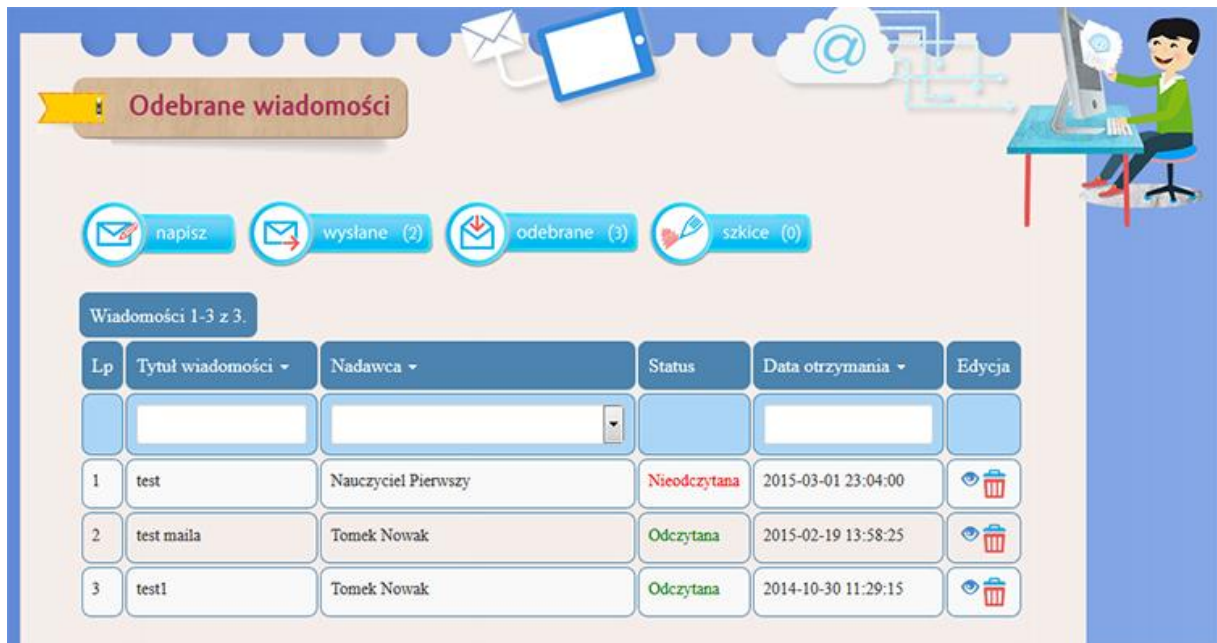 @
Odebrane wiadomości
napisz wysłane (2) odebrane (3) szkice (0)
Wiadomości 1-3 z 3.
Lp Tytuł wiadomości Nadawca Status Data otrzymania Edycja
1 test Nauczyciel Pierwszy Nieodczytana 2015-03-01 23:04:00
2 test maila Tomek Nowak Odczytana 2015-02-19 13:58:25
3 test1 Tomek Nowak Odczytana 2014-10-30 11:29:15